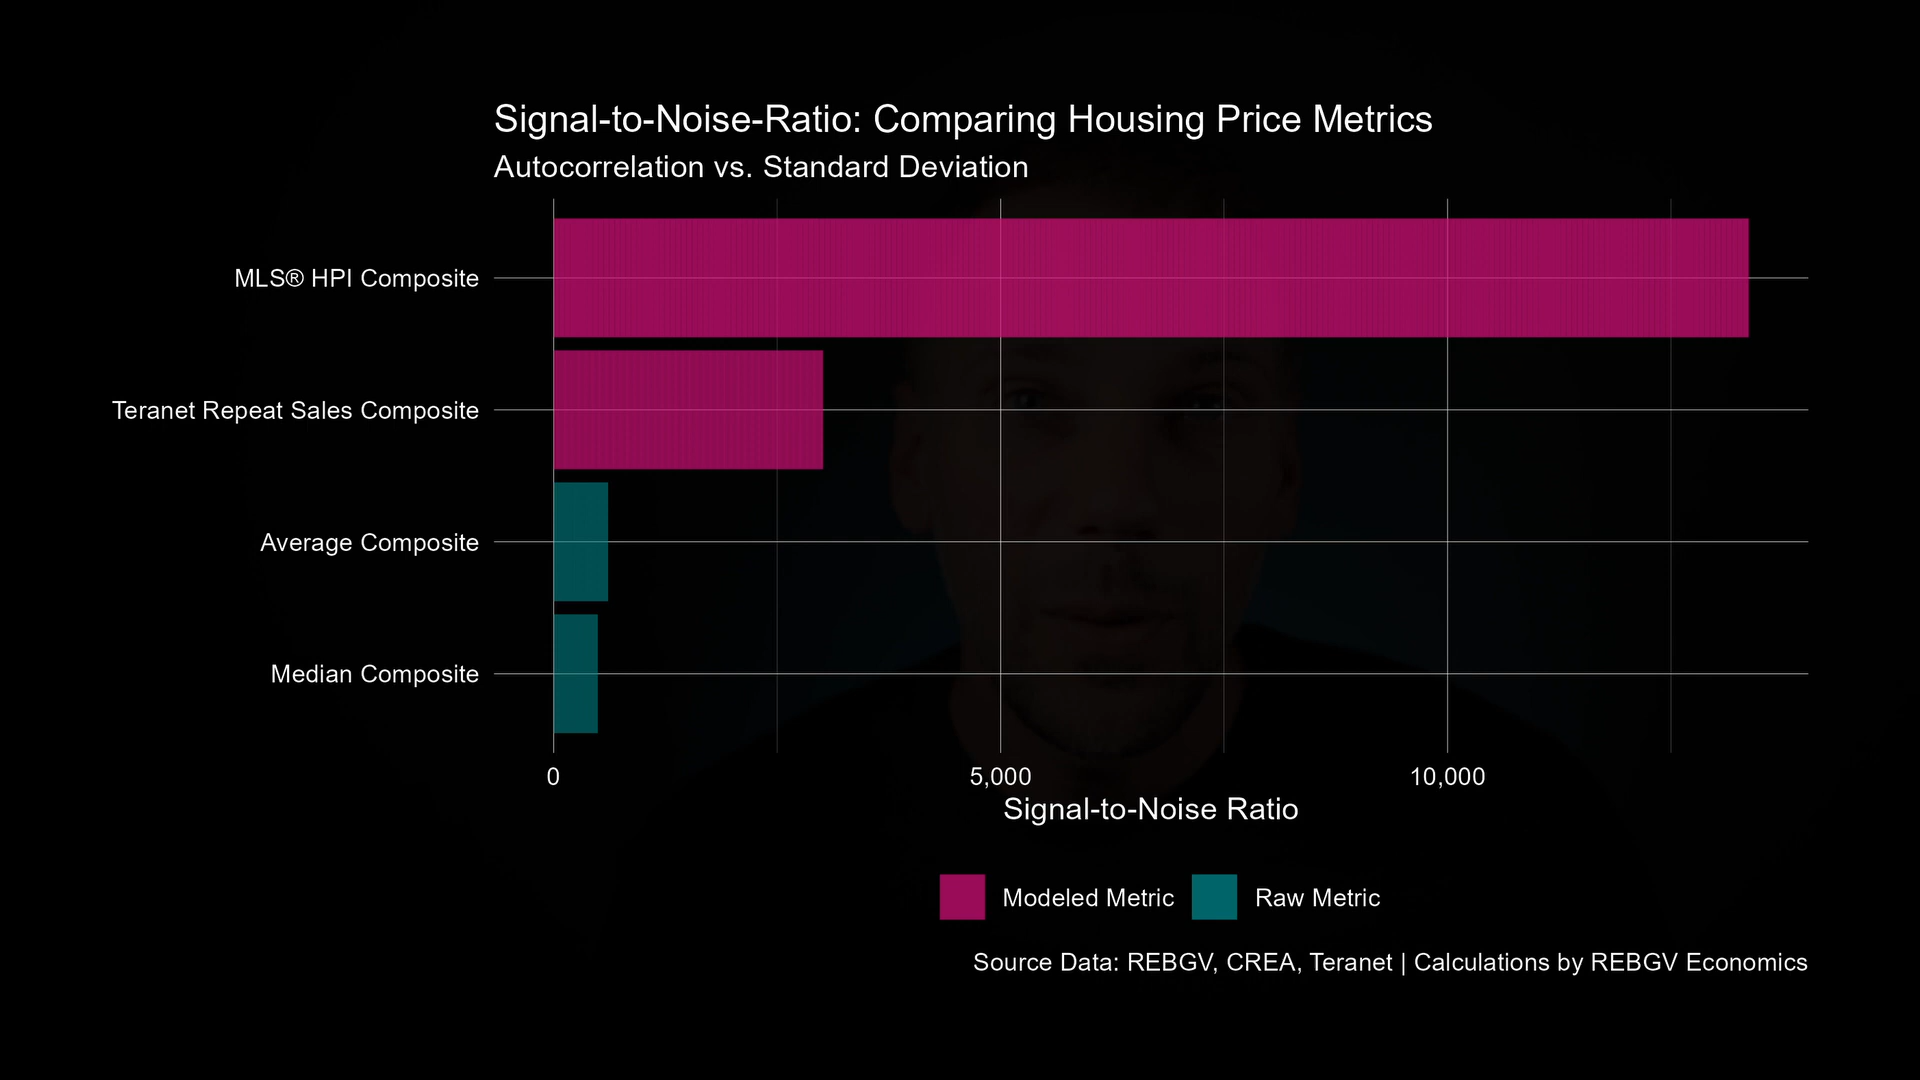 Signal-to-Noise-Ratio: Comparing Housing Price Metrics
Autocorrelation vs. Standard Deviation
MLS® HPI Composite
Teranet Repeat Sales Composite
Average Composite
Median Composite
0
5,000
10,000
Signal-to-Noise Ratio
Modeled Metric
Raw Metric
Source Data: REBGV, CREA, Teranet | Calculations by REBGV Economics